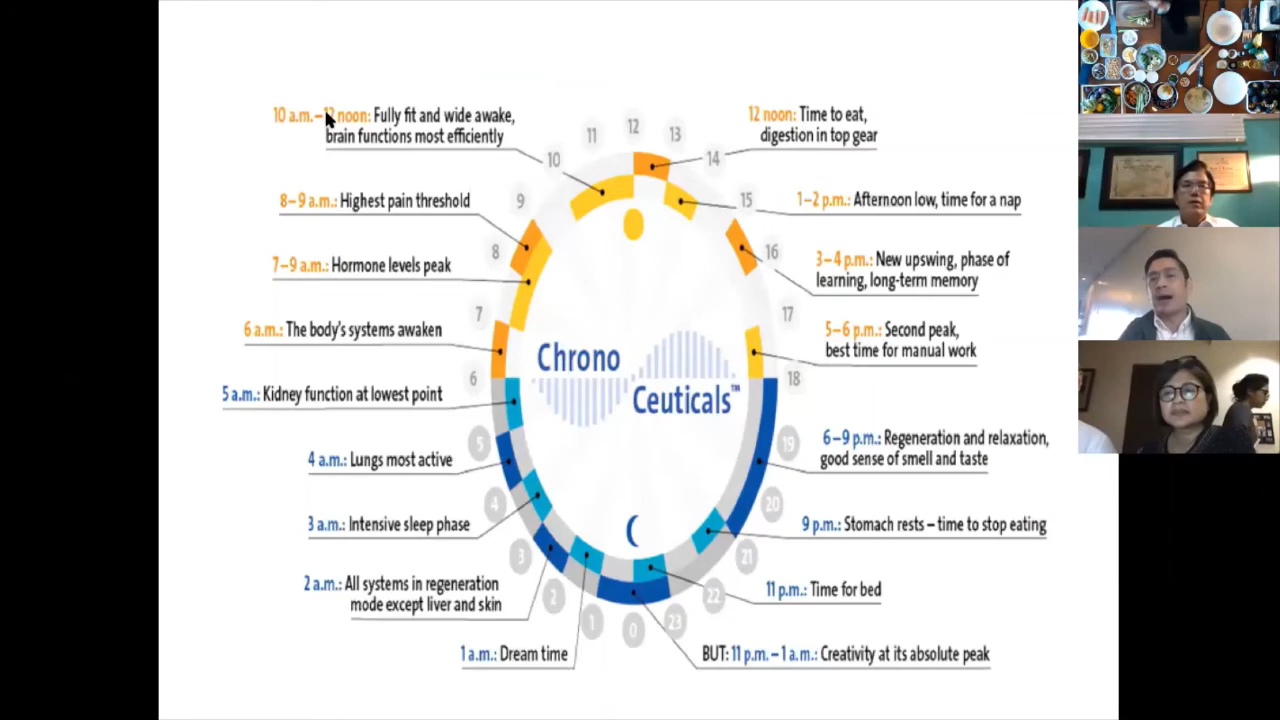 10 a.m.–12 noon: Fully fit and wide awake,
brain functions most efficiently
8–9 a.m.: Highest pain threshold
7–9 a.m.: Hormone levels peak
6 a.m.: The body's systems awaken
5 a.m.: Kidney function at lowest point
4 a.m.: Lungs most active
3 a.m.: Intensive sleep phase
2 a.m.: All systems in regeneration
mode except liver and skin
1 a.m.: Dream time
12 noon: Time to eat,
digestion in top gear
1–2 p.m.: Afternoon low, time for a nap
3–4 p.m.: New upswing, phase of
learning, long-term memory
5–6 p.m.: Second peak,
best time for manual work
6–9 p.m.: Regeneration and relaxation,
good sense of smell and taste
9 p.m.: Stomach rests – time to stop eating
11 p.m.: Time for bed
BUT: 11 p.m. – 1 a.m.: Creativity at its absolute peak
12
13
14
15
16
17
18
19
20
21
22
23
0
1
2
3
4
5
6
7
8
9
10
11
Chrono
Ceuticals™